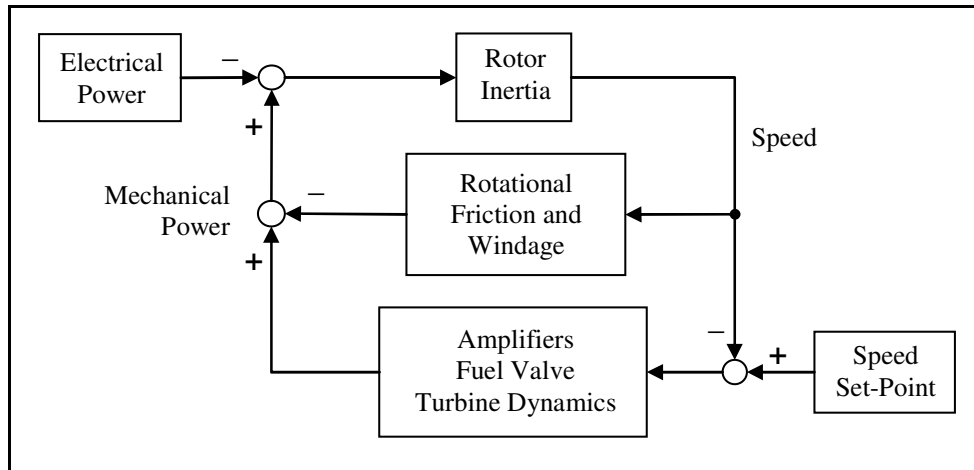 Electrical
Power
−
+
Rotor
Inertia
Speed
Mechanical
Power
−
+
Rotational
Friction and
Windage
Amplifiers
Fuel Valve
Turbine Dynamics
−
+
Speed
Set-Point